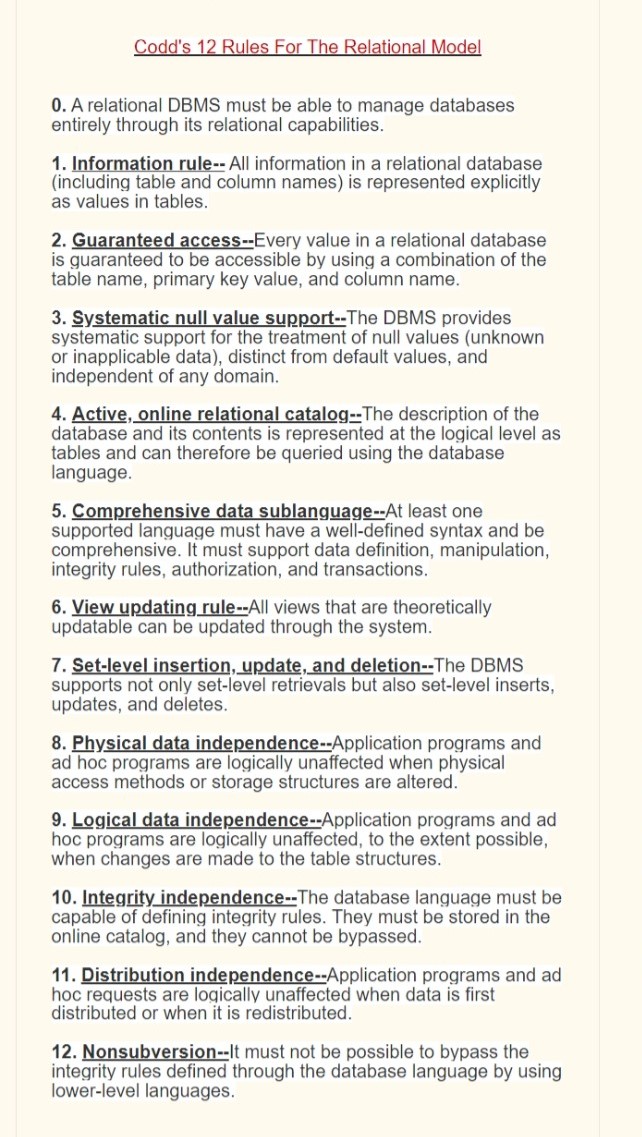 Codd's 12 Rules For The Relational Model
0. A relational DBMS must be able to manage databases
entirely through its relational capabilities.
1. Information rule-- All information in a relational database
(including table and column names) is represented explicitly
as values in tables.
2. Guaranteed access--Every value in a relational database
is guaranteed to be accessible by using a combination of the
table name, primary key value, and column name.
3. Systematic null value support--The DBMS provides
systematic support for the treatment of null values (unknown
or inapplicable data), distinct from default values, and
independent of any domain.
4. Active, online relational catalog--The description of the
database and its contents is represented at the logical level as
tables and can therefore be queried using the database
language.
5. Comprehensive data sublanguage--At least one
supported language must have a well-defined syntax and be
comprehensive. It must support data definition, manipulation,
integrity rules, authorization, and transactions.
6. View updating rule--All views that are theoretically
updatable can be updated through the system.
7. Set-level insertion, update, and deletion--The DBMS
supports not only set-level retrievals but also set-level inserts,
updates, and deletes.
8. Physical data independence--Application programs and
ad hoc programs are logically unaffected when physical
access methods or storage structures are altered.
9. Logical data independence--Application programs and ad
hoc programs are logically unaffected, to the extent possible,
when changes are made to the table structures.
10. Integrity independence--The database language must be
capable of defining integrity rules. They must be stored in the
online catalog, and they cannot be bypassed.
11. Distribution independence--Application programs and ad
hoc requests are logically unaffected when data is first
distributed or when it is redistributed.
12. Nonsubversion--It must not be possible to bypass the
integrity rules defined through the database language by using
lower-level languages.